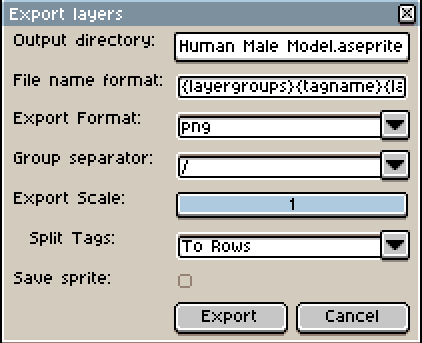 Export layers
Output directory: Human Male Model.aseprite
File name format: {layergroups}{tagname}{la
Export Format: png
Group separator: /
Export Scale: 1
Split Tags: To Rows
Save sprite:
Export Cancel